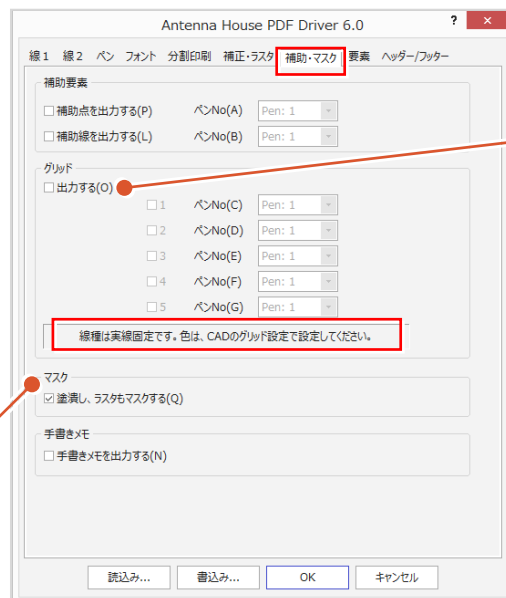 Antenna House PDF Driver 6.0 ? ×
線1 線2 ペン フォント 分割印刷 補正・ラスタ 補助・マスク 要素 ヘッダー/フッター
補助要素
補助点を出力する(P) ペンNo(A) Pen: 1
補助線を出力する(L) ペンNo(B) Pen: 1
グリッド
出力する(O)
1 ペンNo(C) Pen: 1
2 ペンNo(D) Pen: 1
3 ペンNo(E) Pen: 1
4 ペンNo(F) Pen: 1
5 ペンNo(G) Pen: 1
線種は実線固定です。色は、CADのグリッド設定で設定してください。
マスク
塗潰し、ラスタもマスクする(Q)
手書きメモ
手書きメモを出力する(N)
読込み... 書込み... OK キャンセル